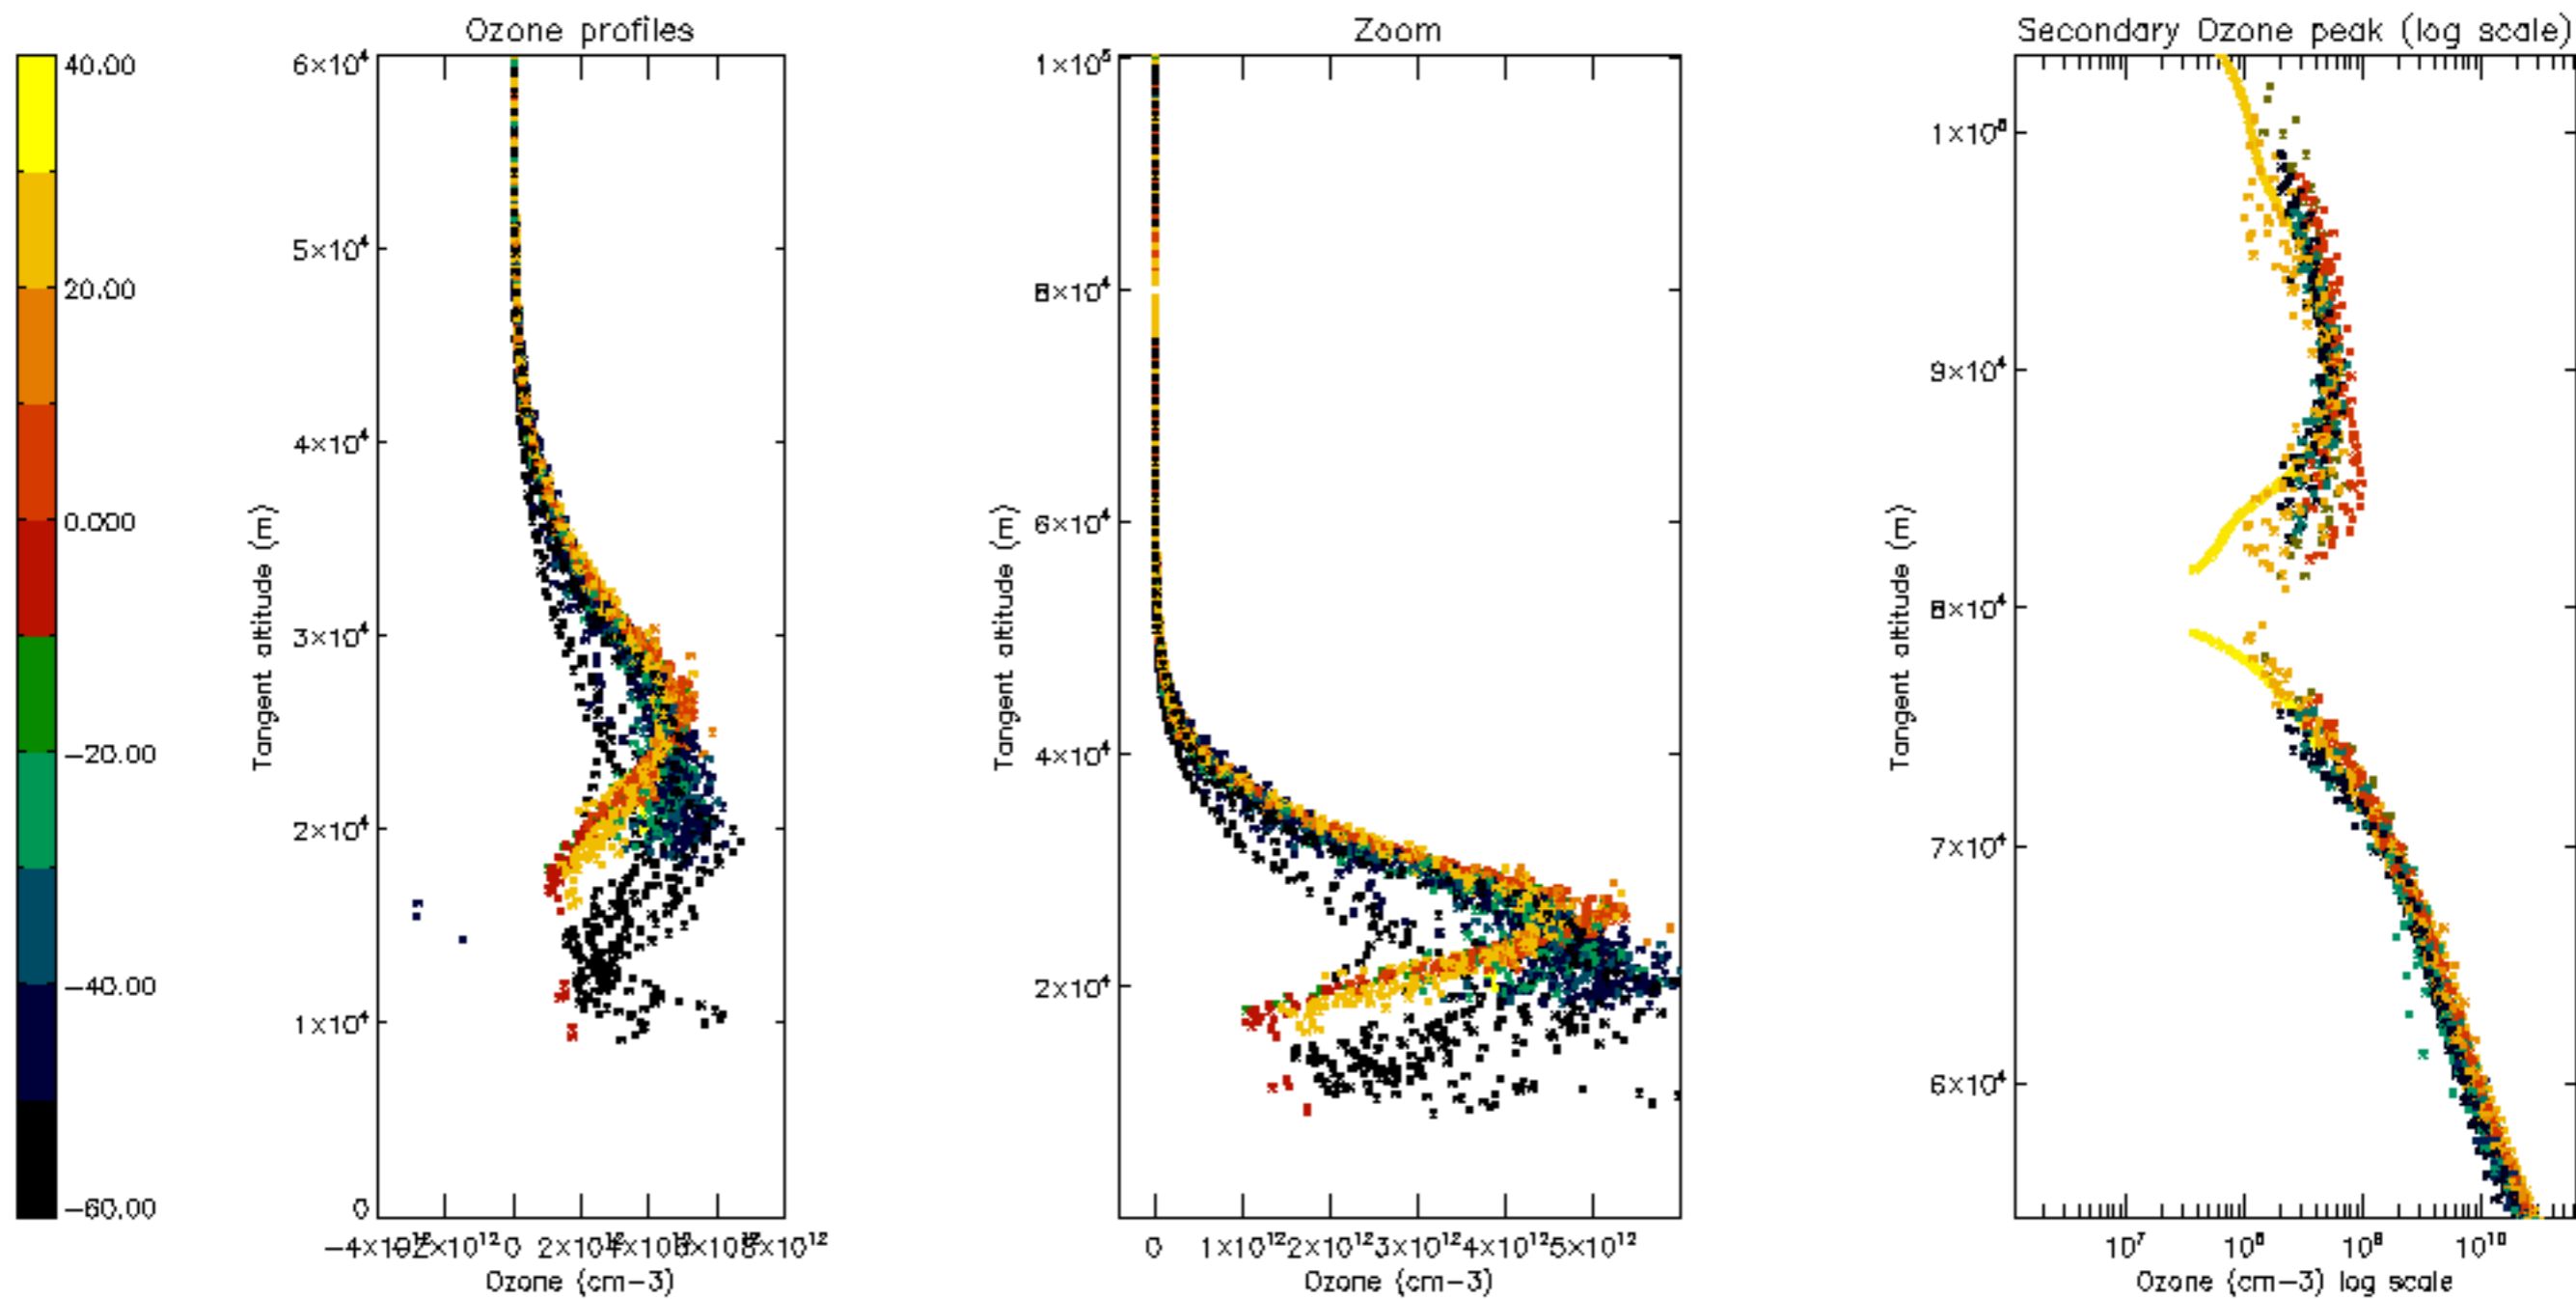 Ozone profiles
Zoom
Secondary Ozone peak (log scale)
40.00
20.00
0.000
−20.00
−40.00
−60.00
6×10⁴
5×10⁴
4×10⁴
3×10⁴
2×10⁴
1×10⁴
0
Tangent altitude (m)
0
Ozone (cm−3)
1×10⁵
8×10⁴
6×10⁴
4×10⁴
2×10⁴
Tangent altitude (m)
0 1×10¹² 2×10¹² 3×10¹² 4×10¹² 5×10¹²
Ozone (cm−3)
9×10⁴
8×10⁴
7×10⁴
6×10⁴
Tangent altitude (m)
10⁷ 10⁸ 10⁹ 10¹⁰
Ozone (cm−3) log scale